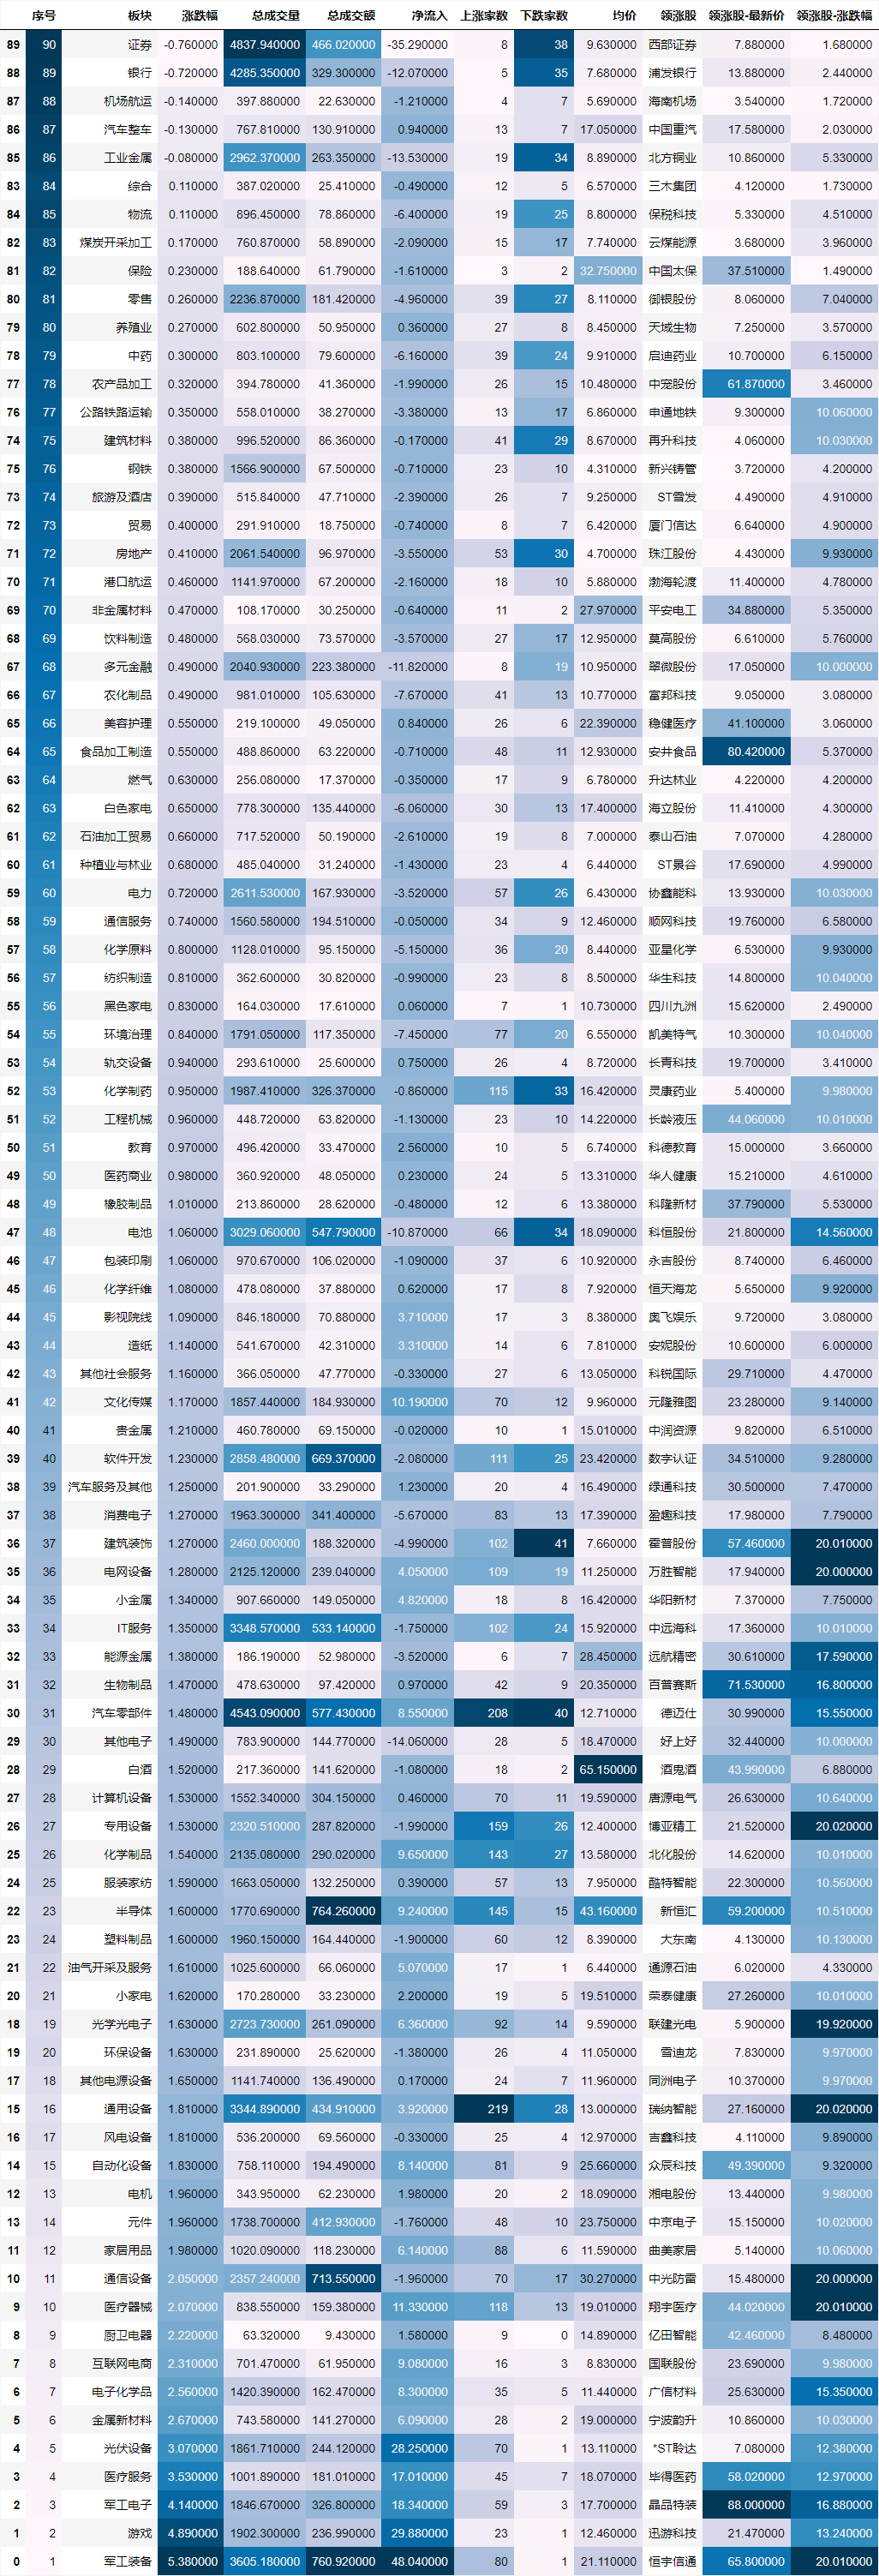 序号 板块 涨跌幅 总成交量 总成交额 净流入 上涨家数 下跌家数 均价 领涨股 领涨股-最新价 领涨股-涨跌幅
89 90 证券 -0.760000 4837.940000 466.020000 -35.290000 8 38 9.630000 西部证券 7.880000 1.680000
88 89 银行 -0.720000 4285.350000 329.300000 -12.070000 5 35 7.680000 浦发银行 13.880000 2.440000
87 88 机场航运 -0.140000 397.880000 22.630000 -1.210000 4 7 5.690000 海南机场 3.540000 1.720000
86 87 汽车整车 -0.130000 767.810000 130.910000 0.940000 13 7 17.050000 中国重汽 17.580000 2.030000
85 86 工业金属 -0.080000 2962.370000 263.350000 -13.530000 19 34 8.890000 北方铜业 10.860000 5.330000
83 84 综合 0.110000 387.020000 25.410000 -0.490000 12 5 6.570000 三木集团 4.120000 1.730000
84 85 物流 0.110000 896.450000 78.860000 -6.400000 19 25 8.800000 保税科技 5.330000 4.510000
82 83 煤炭开采加工 0.170000 760.870000 58.890000 -2.090000 15 17 7.740000 云煤能源 3.680000 3.960000
81 82 保险 0.230000 188.640000 61.790000 -1.610000 3 2 32.750000 中国太保 37.510000 1.490000
80 81 零售 0.260000 2236.870000 181.420000 -4.960000 39 27 8.110000 御银股份 8.060000 7.040000
79 80 养殖业 0.270000 602.800000 50.950000 0.360000 27 8 8.450000 天域生物 7.250000 3.570000
78 79 中药 0.300000 803.100000 79.600000 -6.160000 39 24 9.910000 启迪药业 10.700000 6.150000
77 78 农产品加工 0.320000 394.780000 41.360000 -1.990000 26 15 10.480000 中宠股份 61.870000 3.460000
76 77 公路铁路运输 0.350000 558.010000 38.270000 -3.380000 13 17 6.860000 申通地铁 9.300000 10.060000
74 75 建筑材料 0.380000 996.520000 86.360000 -0.170000 41 29 8.670000 再升科技 4.060000 10.030000
75 76 钢铁 0.380000 1566.900000 67.500000 -0.710000 23 10 4.310000 新兴铸管 3.720000 4.200000
73 74 旅游及酒店 0.390000 515.840000 47.710000 -2.390000 26 7 9.250000 ST雪发 4.490000 4.910000
72 73 贸易 0.400000 291.910000 18.750000 -0.740000 8 7 6.420000 厦门信达 6.640000 4.900000
71 72 房地产 0.410000 2061.540000 96.970000 -3.550000 53 30 4.700000 珠江股份 4.430000 9.930000
70 71 港口航运 0.460000 1141.970000 67.200000 -2.160000 18 10 5.880000 渤海轮渡 11.400000 4.780000
69 70 非金属材料 0.470000 108.170000 30.250000 -0.640000 11 2 27.970000 平安电工 34.880000 5.350000
68 69 饮料制造 0.480000 568.030000 73.570000 -3.570000 27 17 12.950000 莫高股份 6.610000 5.760000
67 68 多元金融 0.490000 2040.930000 223.380000 -11.820000 8 19 10.950000 翠微股份 17.050000 10.000000
66 67 农化制品 0.490000 981.010000 105.630000 -7.670000 41 13 10.770000 富邦科技 9.050000 3.080000
65 66 美容护理 0.550000 219.100000 49.050000 0.840000 26 6 22.390000 稳健医疗 41.100000 3.060000
64 65 食品加工制造 0.550000 488.860000 63.220000 -0.710000 48 11 12.930000 安井食品 80.420000 5.370000
63 64 燃气 0.630000 256.080000 17.370000 -0.350000 17 9 6.780000 升达林业 4.220000 4.200000
62 63 白色家电 0.650000 778.300000 135.440000 -6.060000 30 13 17.400000 海立股份 11.410000 4.300000
61 62 石油加工贸易 0.660000 717.520000 50.190000 -2.610000 19 8 7.000000 泰山石油 7.070000 4.280000
60 61 种植业与林业 0.680000 485.040000 31.240000 -1.430000 23 4 6.440000 ST景谷 17.690000 4.990000
59 60 电力 0.720000 2611.530000 167.930000 -3.520000 57 26 6.430000 协鑫能科 13.930000 10.030000
58 59 通信服务 0.740000 1560.580000 194.510000 -0.050000 34 9 12.460000 顺网科技 19.760000 6.580000
57 58 化学原料 0.800000 1128.010000 95.150000 -5.150000 36 20 8.440000 亚星化学 6.530000 9.930000
56 57 纺织制造 0.810000 362.600000 30.820000 -0.990000 23 8 8.500000 华生科技 14.800000 10.040000
55 56 黑色家电 0.830000 164.030000 17.610000 0.060000 7 1 10.730000 四川九洲 15.620000 2.490000
54 55 环境治理 0.840000 1791.050000 117.350000 -7.450000 77 20 6.550000 凯美特气 10.300000 10.040000
53 54 轨交设备 0.940000 293.610000 25.600000 0.750000 26 4 8.720000 长青科技 19.700000 3.410000
52 53 化学制药 0.950000 1987.410000 326.370000 -0.860000 115 33 16.420000 灵康药业 5.400000 9.980000
51 52 工程机械 0.960000 448.720000 63.820000 -1.130000 23 10 14.220000 长龄液压 44.060000 10.010000
50 51 教育 0.970000 496.420000 33.470000 2.560000 10 5 6.740000 科德教育 15.000000 3.660000
49 50 医药商业 0.980000 360.920000 48.050000 0.230000 24 5 13.310000 华人健康 15.210000 4.610000
48 49 橡胶制品 1.010000 213.860000 28.620000 -0.480000 12 6 13.380000 科隆新材 37.790000 5.530000
47 48 电池 1.060000 3029.060000 547.790000 -10.870000 66 34 18.090000 科恒股份 21.800000 14.560000
46 47 包装印刷 1.060000 970.670000 106.020000 -1.090000 37 6 10.920000 永吉股份 8.740000 6.460000
45 46 化学纤维 1.080000 478.080000 37.880000 0.620000 17 8 7.920000 恒天海龙 5.650000 9.920000
44 45 影视院线 1.090000 846.180000 70.880000 3.710000 17 3 8.380000 奥飞娱乐 9.720000 3.080000
43 44 造纸 1.140000 541.670000 42.310000 3.310000 14 6 7.810000 安妮股份 10.600000 6.000000
42 43 其他社会服务 1.160000 366.050000 47.770000 -0.330000 27 6 13.050000 科锐国际 29.710000 4.470000
41 42 文化传媒 1.170000 1857.440000 184.930000 10.190000 70 12 9.960000 元隆雅图 23.280000 9.140000
40 41 贵金属 1.210000 460.780000 69.150000 -0.020000 10 1 15.010000 中润资源 9.820000 6.510000
39 40 软件开发 1.230000 2858.480000 669.370000 -2.080000 111 25 23.420000 数字认证 34.510000 9.280000
38 39 汽车服务及其他 1.250000 201.900000 33.290000 1.230000 20 4 16.490000 绿通科技 30.500000 7.470000
37 38 消费电子 1.270000 1963.300000 341.400000 -5.670000 83 13 17.390000 盈趣科技 17.980000 7.790000
36 37 建筑装饰 1.270000 2460.000000 188.320000 -4.990000 102 41 7.660000 霍普股份 57.460000 20.010000
35 36 电网设备 1.280000 2125.120000 239.040000 4.050000 109 19 11.250000 万胜智能 17.940000 20.000000
34 35 小金属 1.340000 907.660000 149.050000 4.820000 18 8 16.420000 华阳新材 7.370000 7.750000
33 34 IT服务 1.350000 3348.570000 533.140000 -1.750000 102 24 15.920000 中远海科 17.360000 10.010000
32 33 能源金属 1.380000 186.190000 52.980000 -3.520000 6 7 28.450000 远航精密 30.610000 17.590000
31 32 生物制品 1.470000 478.630000 97.420000 0.970000 42 9 20.350000 百普赛斯 71.530000 16.800000
30 31 汽车零部件 1.480000 4543.090000 577.430000 8.550000 208 40 12.710000 德迈仕 30.990000 15.550000
29 30 其他电子 1.490000 783.900000 144.770000 -14.060000 28 5 18.470000 好上好 32.440000 10.000000
28 29 白酒 1.520000 217.360000 141.620000 -1.080000 18 2 65.150000 酒鬼酒 43.990000 6.880000
27 28 计算机设备 1.530000 1552.340000 304.150000 0.460000 70 11 19.590000 唐源电气 26.630000 10.640000
26 27 专用设备 1.530000 2320.510000 287.820000 -1.990000 159 26 12.400000 博亚精工 21.520000 20.020000
25 26 化学制品 1.540000 2135.080000 290.020000 9.650000 143 27 13.580000 北化股份 14.620000 10.010000
24 25 服装家纺 1.590000 1663.050000 132.250000 0.390000 57 13 7.950000 酷特智能 22.300000 10.560000
22 23 半导体 1.600000 1770.690000 764.260000 9.240000 145 15 43.160000 新恒汇 59.200000 10.510000
23 24 塑料制品 1.600000 1960.150000 164.440000 -1.900000 60 12 8.390000 大东南 4.130000 10.130000
21 22 油气开采及服务 1.610000 1025.600000 66.060000 5.070000 17 1 6.440000 通源石油 6.020000 4.330000
20 21 小家电 1.620000 170.280000 33.230000 2.200000 19 5 19.510000 荣泰健康 27.260000 10.010000
18 19 光学光电子 1.630000 2723.730000 261.090000 6.360000 92 14 9.590000 联建光电 5.900000 19.920000
19 20 环保设备 1.630000 231.890000 25.620000 -1.380000 26 4 11.050000 雪迪龙 7.830000 9.970000
17 18 其他电源设备 1.650000 1141.740000 136.490000 0.170000 24 7 11.960000 同洲电子 10.370000 9.970000
15 16 通用设备 1.810000 3344.890000 434.910000 3.920000 219 28 13.000000 瑞纳智能 27.160000 20.020000
16 17 风电设备 1.810000 536.200000 69.560000 -0.330000 25 4 12.970000 吉鑫科技 4.110000 9.890000
14 15 自动化设备 1.830000 758.110000 194.490000 8.140000 81 9 25.660000 众辰科技 49.390000 9.320000
12 13 电机 1.960000 343.950000 62.230000 1.980000 20 2 18.090000 湘电股份 13.440000 9.980000
13 14 元件 1.960000 1738.700000 412.930000 -1.760000 48 10 23.750000 中京电子 15.150000 10.020000
11 12 家居用品 1.980000 1020.090000 118.230000 6.140000 88 6 11.590000 曲美家居 5.140000 10.060000
10 11 通信设备 2.050000 2357.240000 713.550000 -1.960000 70 17 30.270000 中光防雷 15.480000 20.000000
9 10 医疗器械 2.070000 838.550000 159.380000 11.330000 118 13 19.010000 翔宇医疗 44.020000 20.010000
8 9 厨卫电器 2.220000 63.320000 9.430000 1.580000 9 0 14.890000 亿田智能 42.460000 8.480000
7 8 互联网电商 2.310000 701.470000 61.950000 9.080000 16 3 8.830000 国联股份 23.690000 9.980000
6 7 电子化学品 2.560000 1420.390000 162.470000 8.300000 35 5 11.440000 广信材料 25.630000 15.350000
5 6 金属新材料 2.670000 743.580000 141.270000 6.090000 28 2 19.000000 宁波韵升 10.860000 10.030000
4 5 光伏设备 3.070000 1861.710000 244.120000 28.250000 70 1 13.110000 *ST聆达 7.080000 12.380000
3 4 医疗服务 3.530000 1001.890000 181.010000 17.010000 45 7 18.070000 毕得医药 58.020000 12.970000
2 3 军工电子 4.140000 1846.670000 326.800000 18.340000 59 3 17.700000 晶品特装 88.000000 16.880000
1 2 游戏 4.890000 1902.300000 236.990000 29.880000 23 1 12.460000 迅游科技 21.470000 13.240000
0 1 军工装备 5.380000 3605.180000 760.920000 48.040000 80 1 21.110000 恒宇信通 65.800000 20.010000